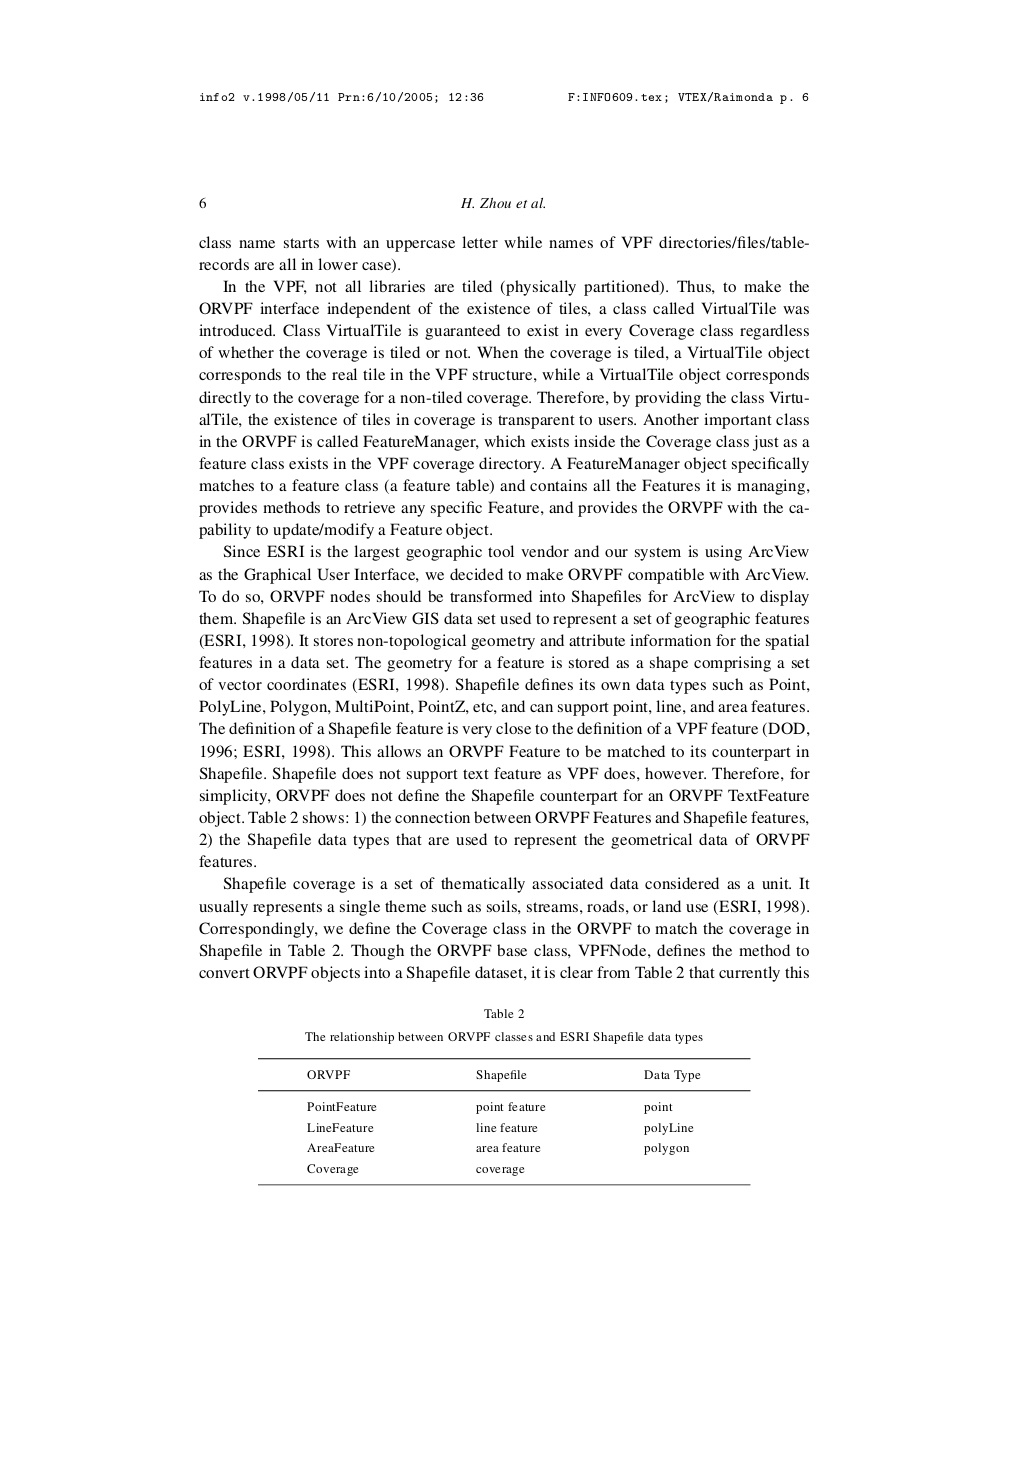 info2 v.1998/05/11 Prn:6/10/2005; 12:36 F:INFO609.tex; VTEX/Raimonda p. 6
6 H. Zhou et al.
class name starts with an uppercase letter while names of VPF directories/files/table-
records are all in lower case).
In the VPF, not all libraries are tiled (physically partitioned). Thus, to make the
ORVPF interface independent of the existence of tiles, a class called VirtualTile was
introduced. Class VirtualTile is guaranteed to exist in every Coverage class regardless
of whether the coverage is tiled or not. When the coverage is tiled, a VirtualTile object
corresponds to the real tile in the VPF structure, while a VirtualTile object corresponds
directly to the coverage for a non-tiled coverage. Therefore, by providing the class Virtu-
alTile, the existence of tiles in coverage is transparent to users. Another important class
in the ORVPF is called FeatureManager, which exists inside the Coverage class just as a
feature class exists in the VPF coverage directory. A FeatureManager object specifically
matches to a feature class (a feature table) and contains all the Features it is managing,
provides methods to retrieve any specific Feature, and provides the ORVPF with the ca-
pability to update/modify a Feature object.
Since ESRI is the largest geographic tool vendor and our system is using ArcView
as the Graphical User Interface, we decided to make ORVPF compatible with ArcView.
To do so, ORVPF nodes should be transformed into Shapefiles for ArcView to display
them. Shapefile is an ArcView GIS data set used to represent a set of geographic features
(ESRI, 1998). It stores non-topological geometry and attribute information for the spatial
features in a data set. The geometry for a feature is stored as a shape comprising a set
of vector coordinates (ESRI, 1998). Shapefile defines its own data types such as Point,
PolyLine, Polygon, MultiPoint, PointZ, etc, and can support point, line, and area features.
The definition of a Shapefile feature is very close to the definition of a VPF feature (DOD,
1996; ESRI, 1998). This allows an ORVPF Feature to be matched to its counterpart in
Shapefile. Shapefile does not support text feature as VPF does, however. Therefore, for
simplicity, ORVPF does not define the Shapefile counterpart for an ORVPF TextFeature
object. Table 2 shows: 1) the connection between ORVPF Features and Shapefile features,
2) the Shapefile data types that are used to represent the geometrical data of ORVPF
features.
Shapefile coverage is a set of thematically associated data considered as a unit. It
usually represents a single theme such as soils, streams, roads, or land use (ESRI, 1998).
Correspondingly, we define the Coverage class in the ORVPF to match the coverage in
Shapefile in Table 2. Though the ORVPF base class, VPFNode, defines the method to
convert ORVPF objects into a Shapefile dataset, it is clear from Table 2 that currently this
Table 2
The relationship between ORVPF classes and ESRI Shapefile data types
ORVPF Shapefile Data Type
PointFeature point feature point
LineFeature line feature polyLine
AreaFeature area feature polygon
Coverage coverage